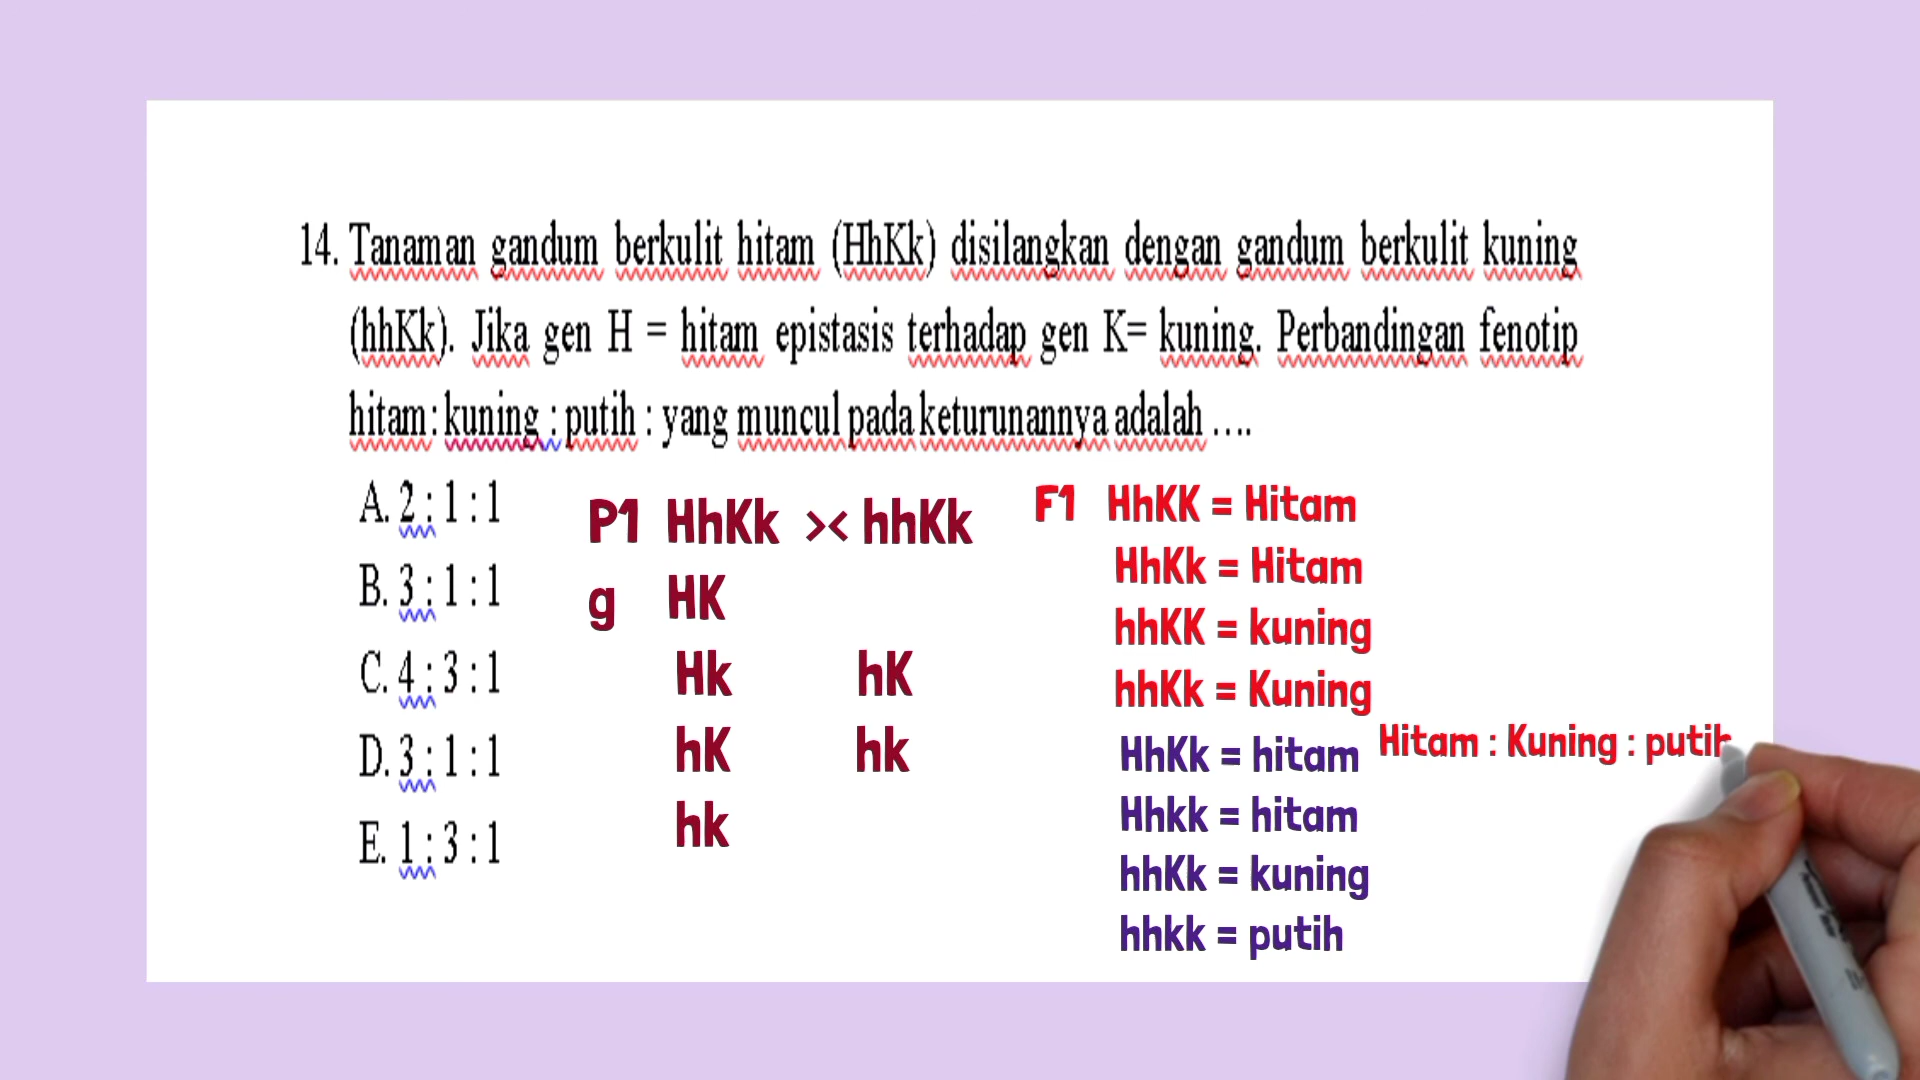 14. Tanaman gandum berkulit hitam (HhKk) disilangkan dengan gandum berkulit kuning
(hhKk). Jika gen H = hitam epistasis terhadap gen K= kuning. Perbandingan fenotip
hitam : kuning : putih : yang muncul pada keturunannya adalah ....
A. 2 : 1 : 1
B. 3 : 1 : 1
C. 4 : 3 : 1
D. 3 : 1 : 1
E. 1 : 3 : 1
P1 HhKk >< hhKk
g HK
Hk hK
hK hk
hk
F1 HhKK = Hitam
HhKk = Hitam
hhKK = kuning
hhKk = Kuning
HhKk = hitam
Hhkk = hitam
hhKk = kuning
hhkk = putih
Hitam : Kuning : putih